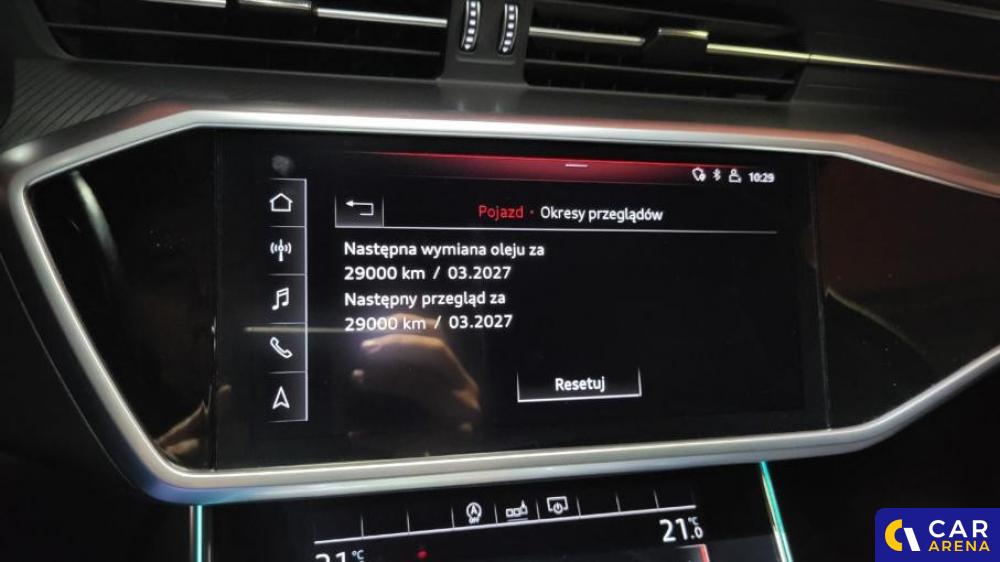 10:29
Pojazd · Okresy przeglądów
Następna wymiana oleju za
29000 km / 03.2027
Następny przegląd za
29000 km / 03.2027
Resetuj
A
OFF
21.0 °C
CAR
ARENA